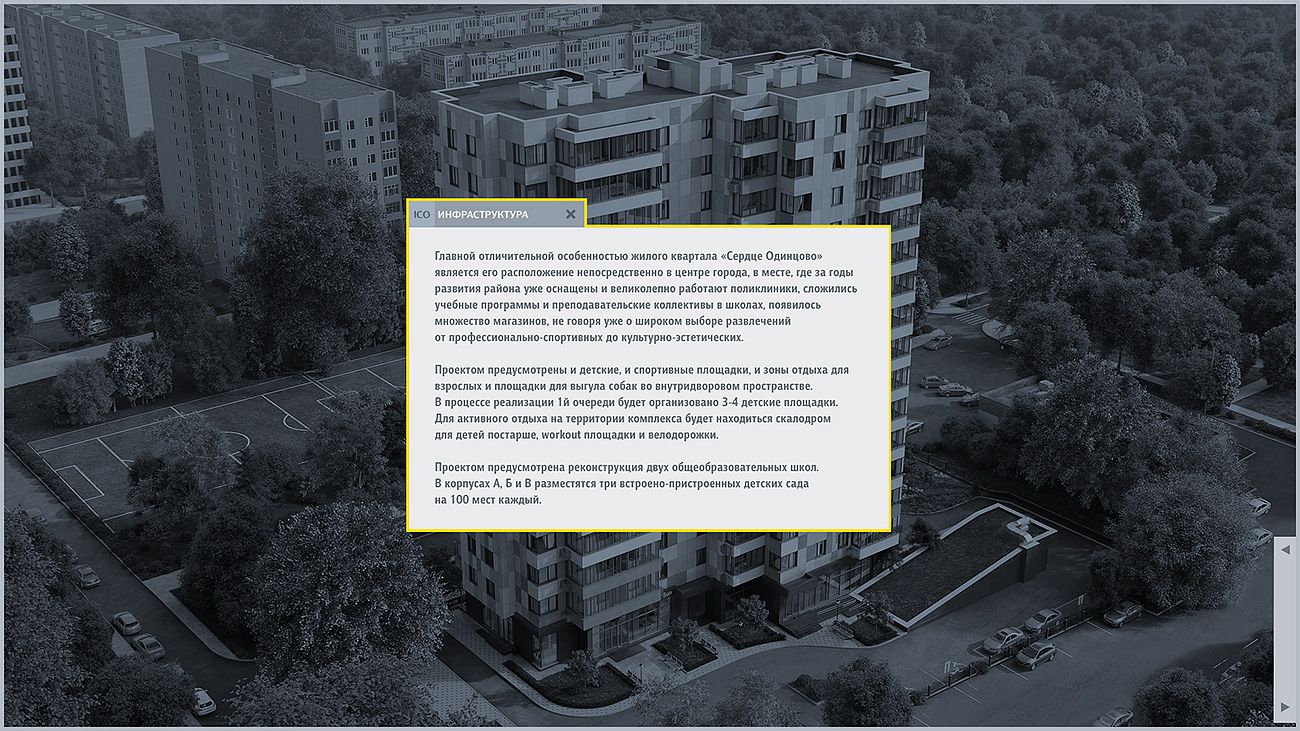 ICO ИНФРАСТРУКТУРА
Главной отличительной особенностью жилого квартала «Сердце Одинцово»
является его расположение непосредственно в центре города, в месте, где за годы
развития района уже оснащены и великолепно работают поликлиники, сложились
учебные программы и преподавательские коллективы в школах, появилось
множество магазинов, не говоря уже о широком выборе развлечений
от профессионально-спортивных до культурно-эстетических.
Проектом предусмотрены и детские, и спортивные площадки, и зоны отдыха для
взрослых и площадки для выгула собак во внутридворовом пространстве.
В процессе реализации 1й очереди будет организовано 3-4 детские площадки.
Для активного отдыха на территории комплекса будет находиться скалодром
для детей постарше, workout площадки и велодорожки.
Проектом предусмотрена реконструкция двух общеобразовательных школ.
В корпусах А, Б и В разместятся три встроено-пристроенных детских сада
на 100 мест каждый.